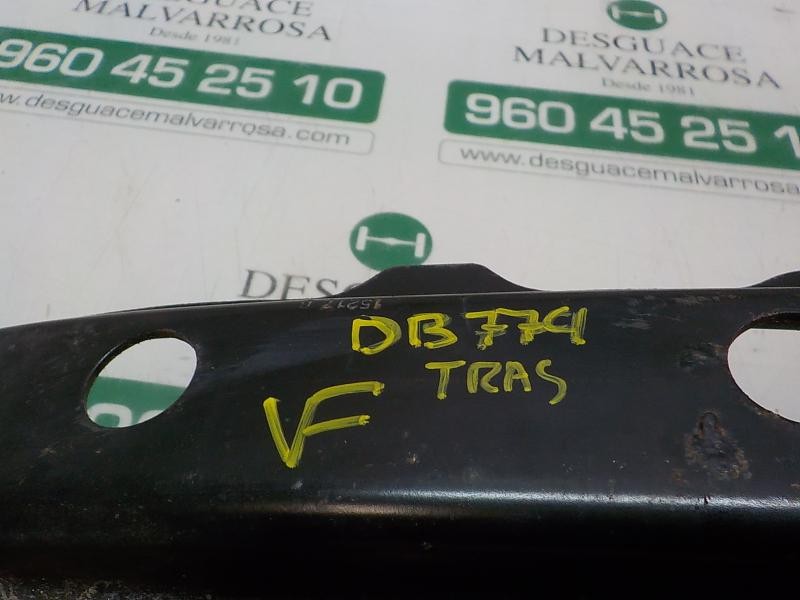 DESGUACE
MALVARROSA
Desde 1981
960 45 25 10
www.desguacemalvarrosa.com
DESGUACE
MALVARROSA
Desde 1981
960 45 25 1
www.desguacemalvarrosa
DES
DB779
TRAS
VF